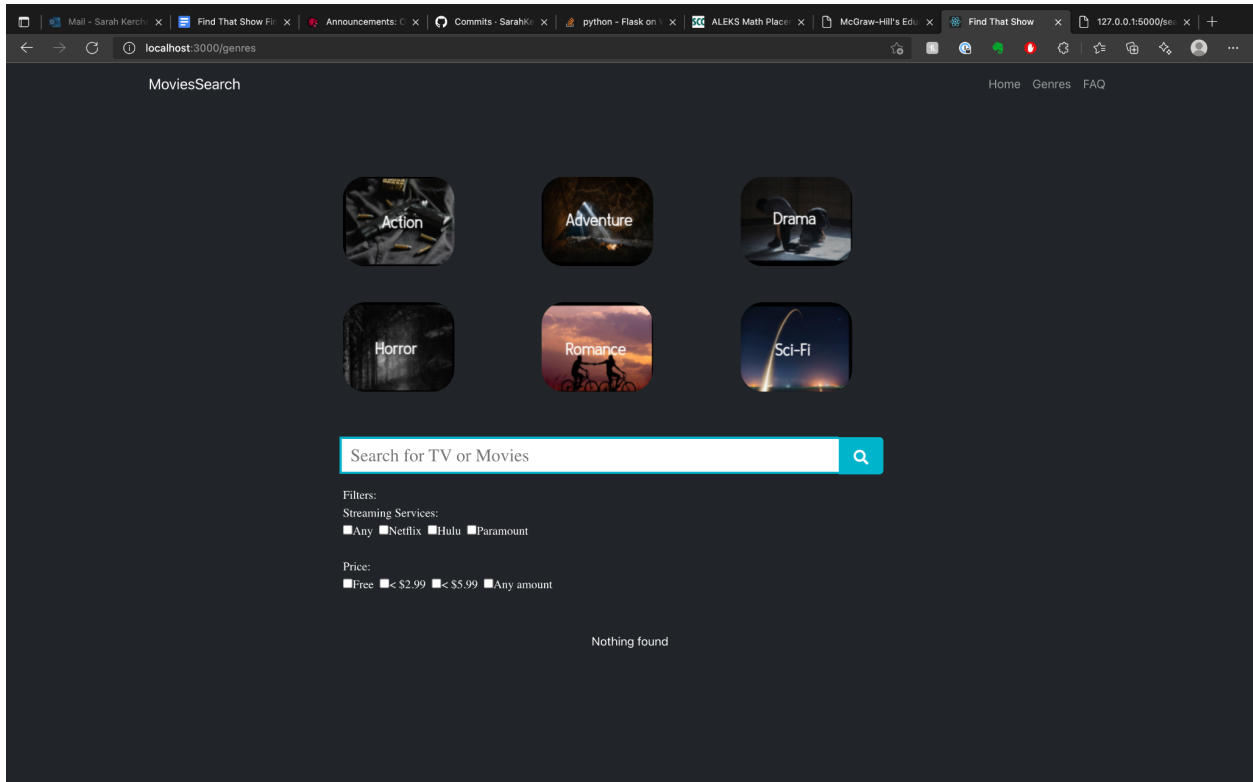 Mail - Sarah Kerch
Find That Show Fin
Announcements: C
Commits · SarahKe
python - Flask on
ALEKS Math Placer
McGraw-Hill's Edu
Find That Show
127.0.0.1:5000/sea
localhost:3000/genres
MoviesSearch
Home Genres FAQ
Action Adventure Drama
Horror Romance Sci-Fi
Search for TV or Movies
Filters:
Streaming Services:
Any Netflix Hulu Paramount
Price:
Free < $2.99 < $5.99 Any amount
Nothing found